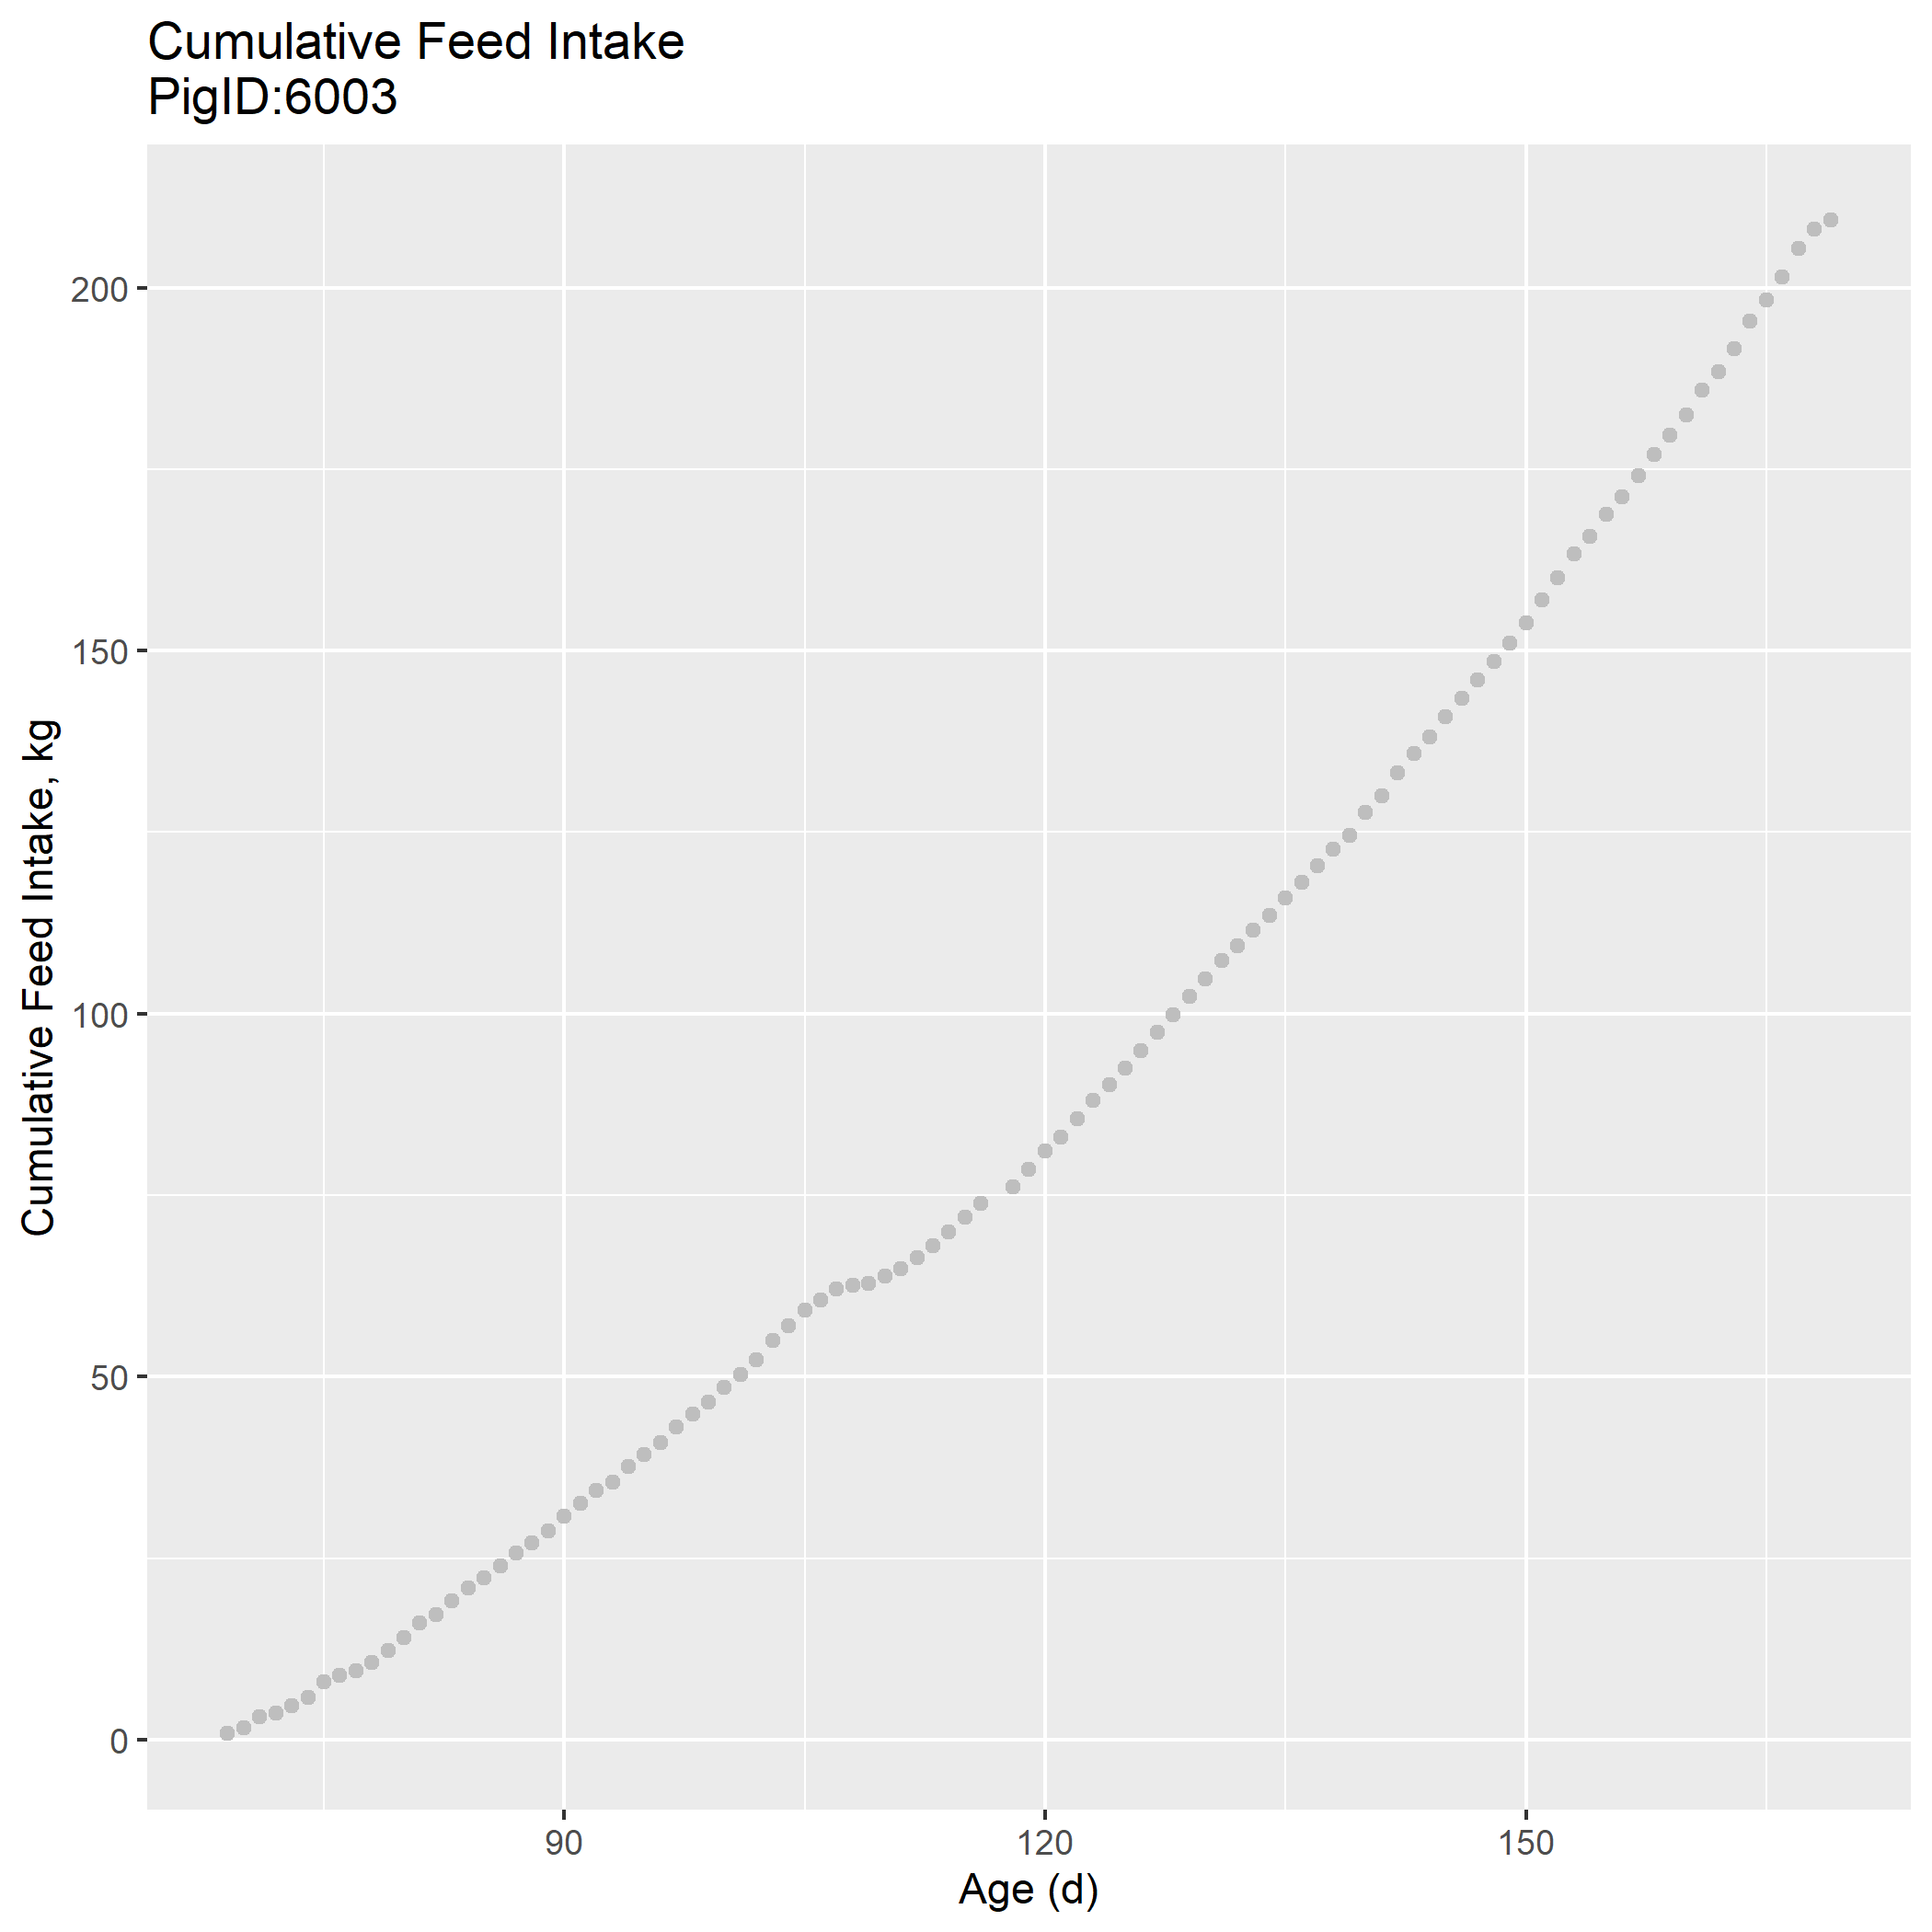 Cumulative Feed Intake
PigID:6003
Cumulative Feed Intake, kg
200
150
100
50
0
90
120
150
Age (d)